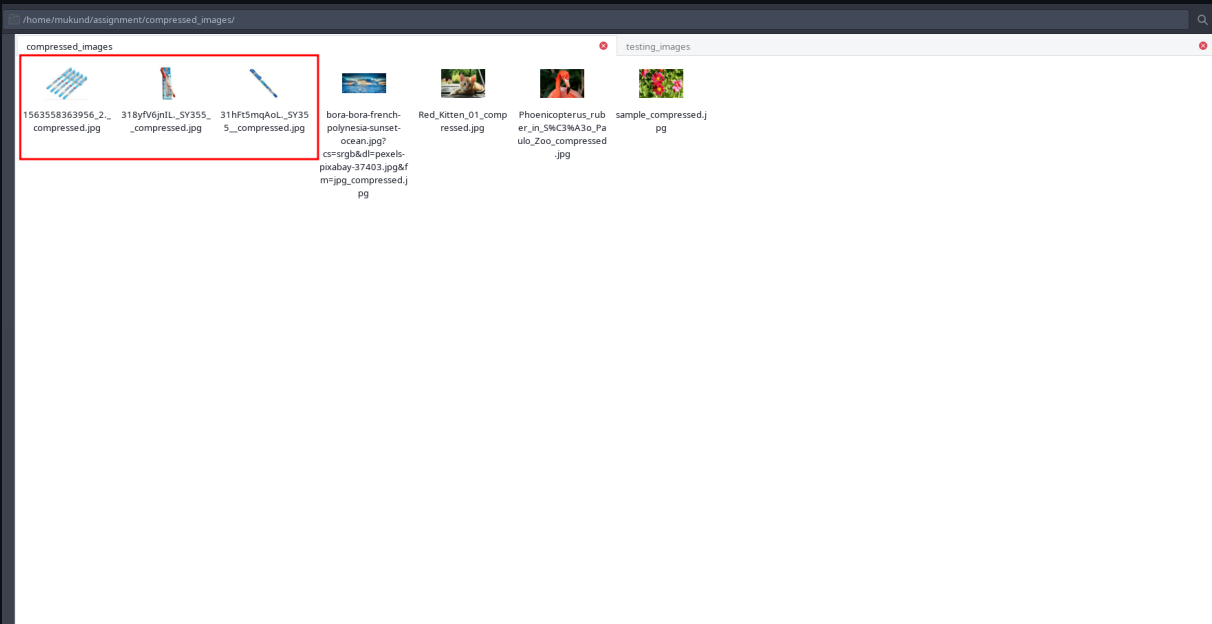 /home/mukund/assignment/compressed_images/
compressed_images
testing_images
1563558363956_2._
compressed.jpg
318yfV6jnIL._SY355_
_compressed.jpg
31hFt5mqAoL._SY35
5__compressed.jpg
bora-bora-french-
polynesia-sunset-
ocean.jpg?
cs=srgb&dl=pexels-
pixabay-37403.jpg&f
m=jpg_compressed.j
pg
Red_Kitten_01_comp
ressed.jpg
Phoenicopterus_rub
er_in_S%C3%A3o_Pa
ulo_Zoo_compressed
.jpg
sample_compressed.j
pg